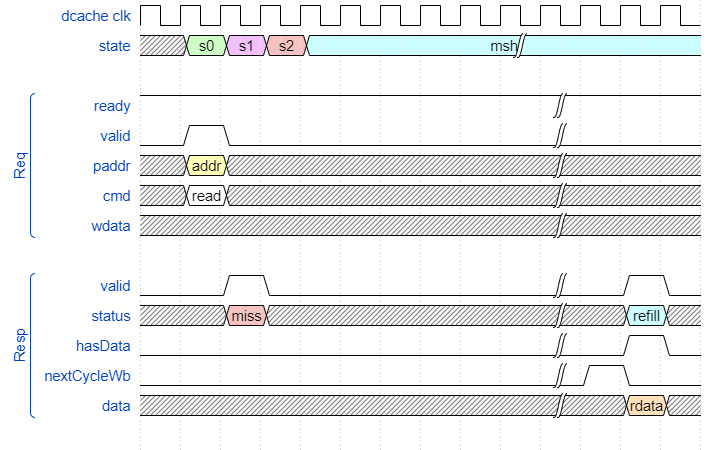 dcache clk
state s0 s1 s2 msh
ready
valid
paddr addr
cmd read
wdata
Req
valid
status miss refill
hasData
nextCycleWb
data rdata
Resp